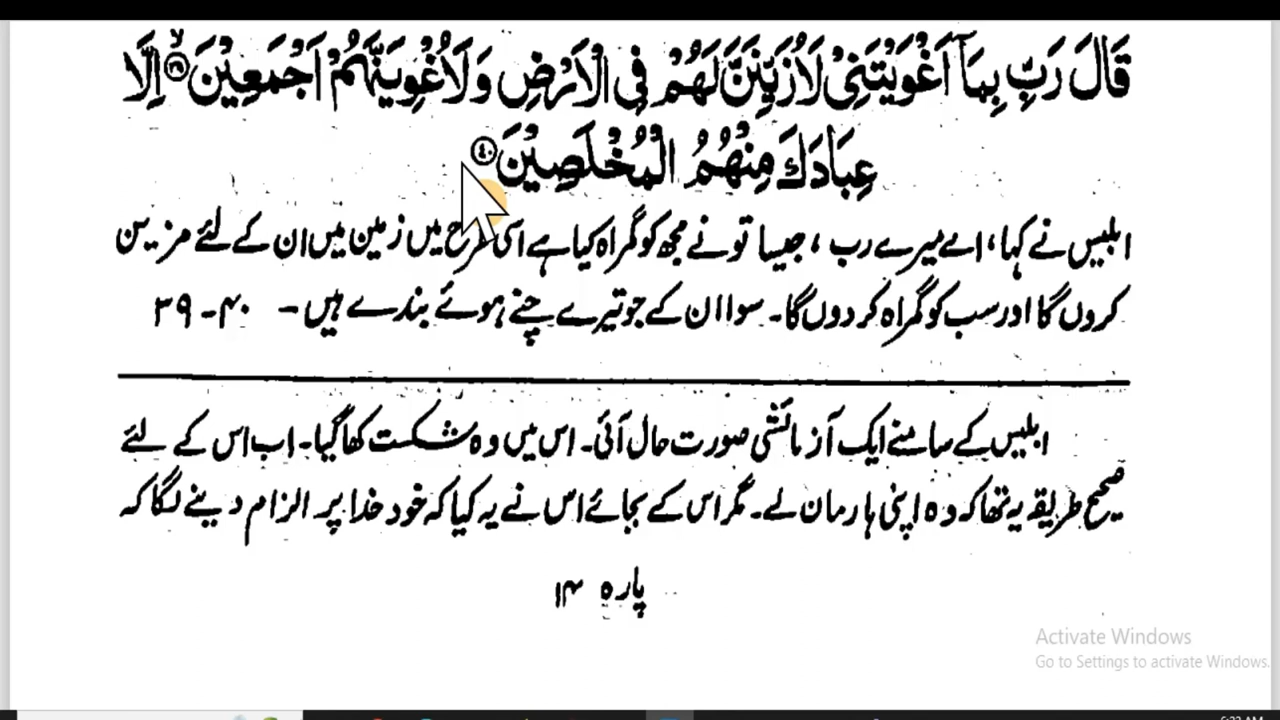 قَالَ رَبِّ بِمَآ اَغْوَيْتَنِىْ لَاُزَيِّنَنَّ لَهُمْ فِى الْاَرْضِ وَلَاُغْوِيَنَّهُمْ اَجْمَعِيْنَ ۙ﴿۳۹﴾ اِلَّا
عِبَادَكَ مِنْهُمُ الْمُخْلَصِيْنَ ﴿۴۰﴾
ابلیس نے کہا، اے میرے رب، جیسا تو نے مجھ کو گمراہ کیا ہے اسی طرح میں زمین میں ان کے لئے مزین
کروں گا اور سب کو گمراہ کر دوں گا۔ سوا ان کے جو تیرے چنے ہوئے بندے ہیں – ۴۰–۳۹
ابلیس کے سامنے ایک آزمائشی صورت حال آئی۔ اس میں وہ شکست کھا گیا۔ اب اس کے لئے
صحیح طریقہ یہ تھا کہ وہ اپنی ہار مان لے۔ مگر اس کے بجائے اس نے یہ کیا کہ خود خدا پر الزام دینے لگا کہ
پارہ ۱۴
Activate Windows
Go to Settings to activate Windows.